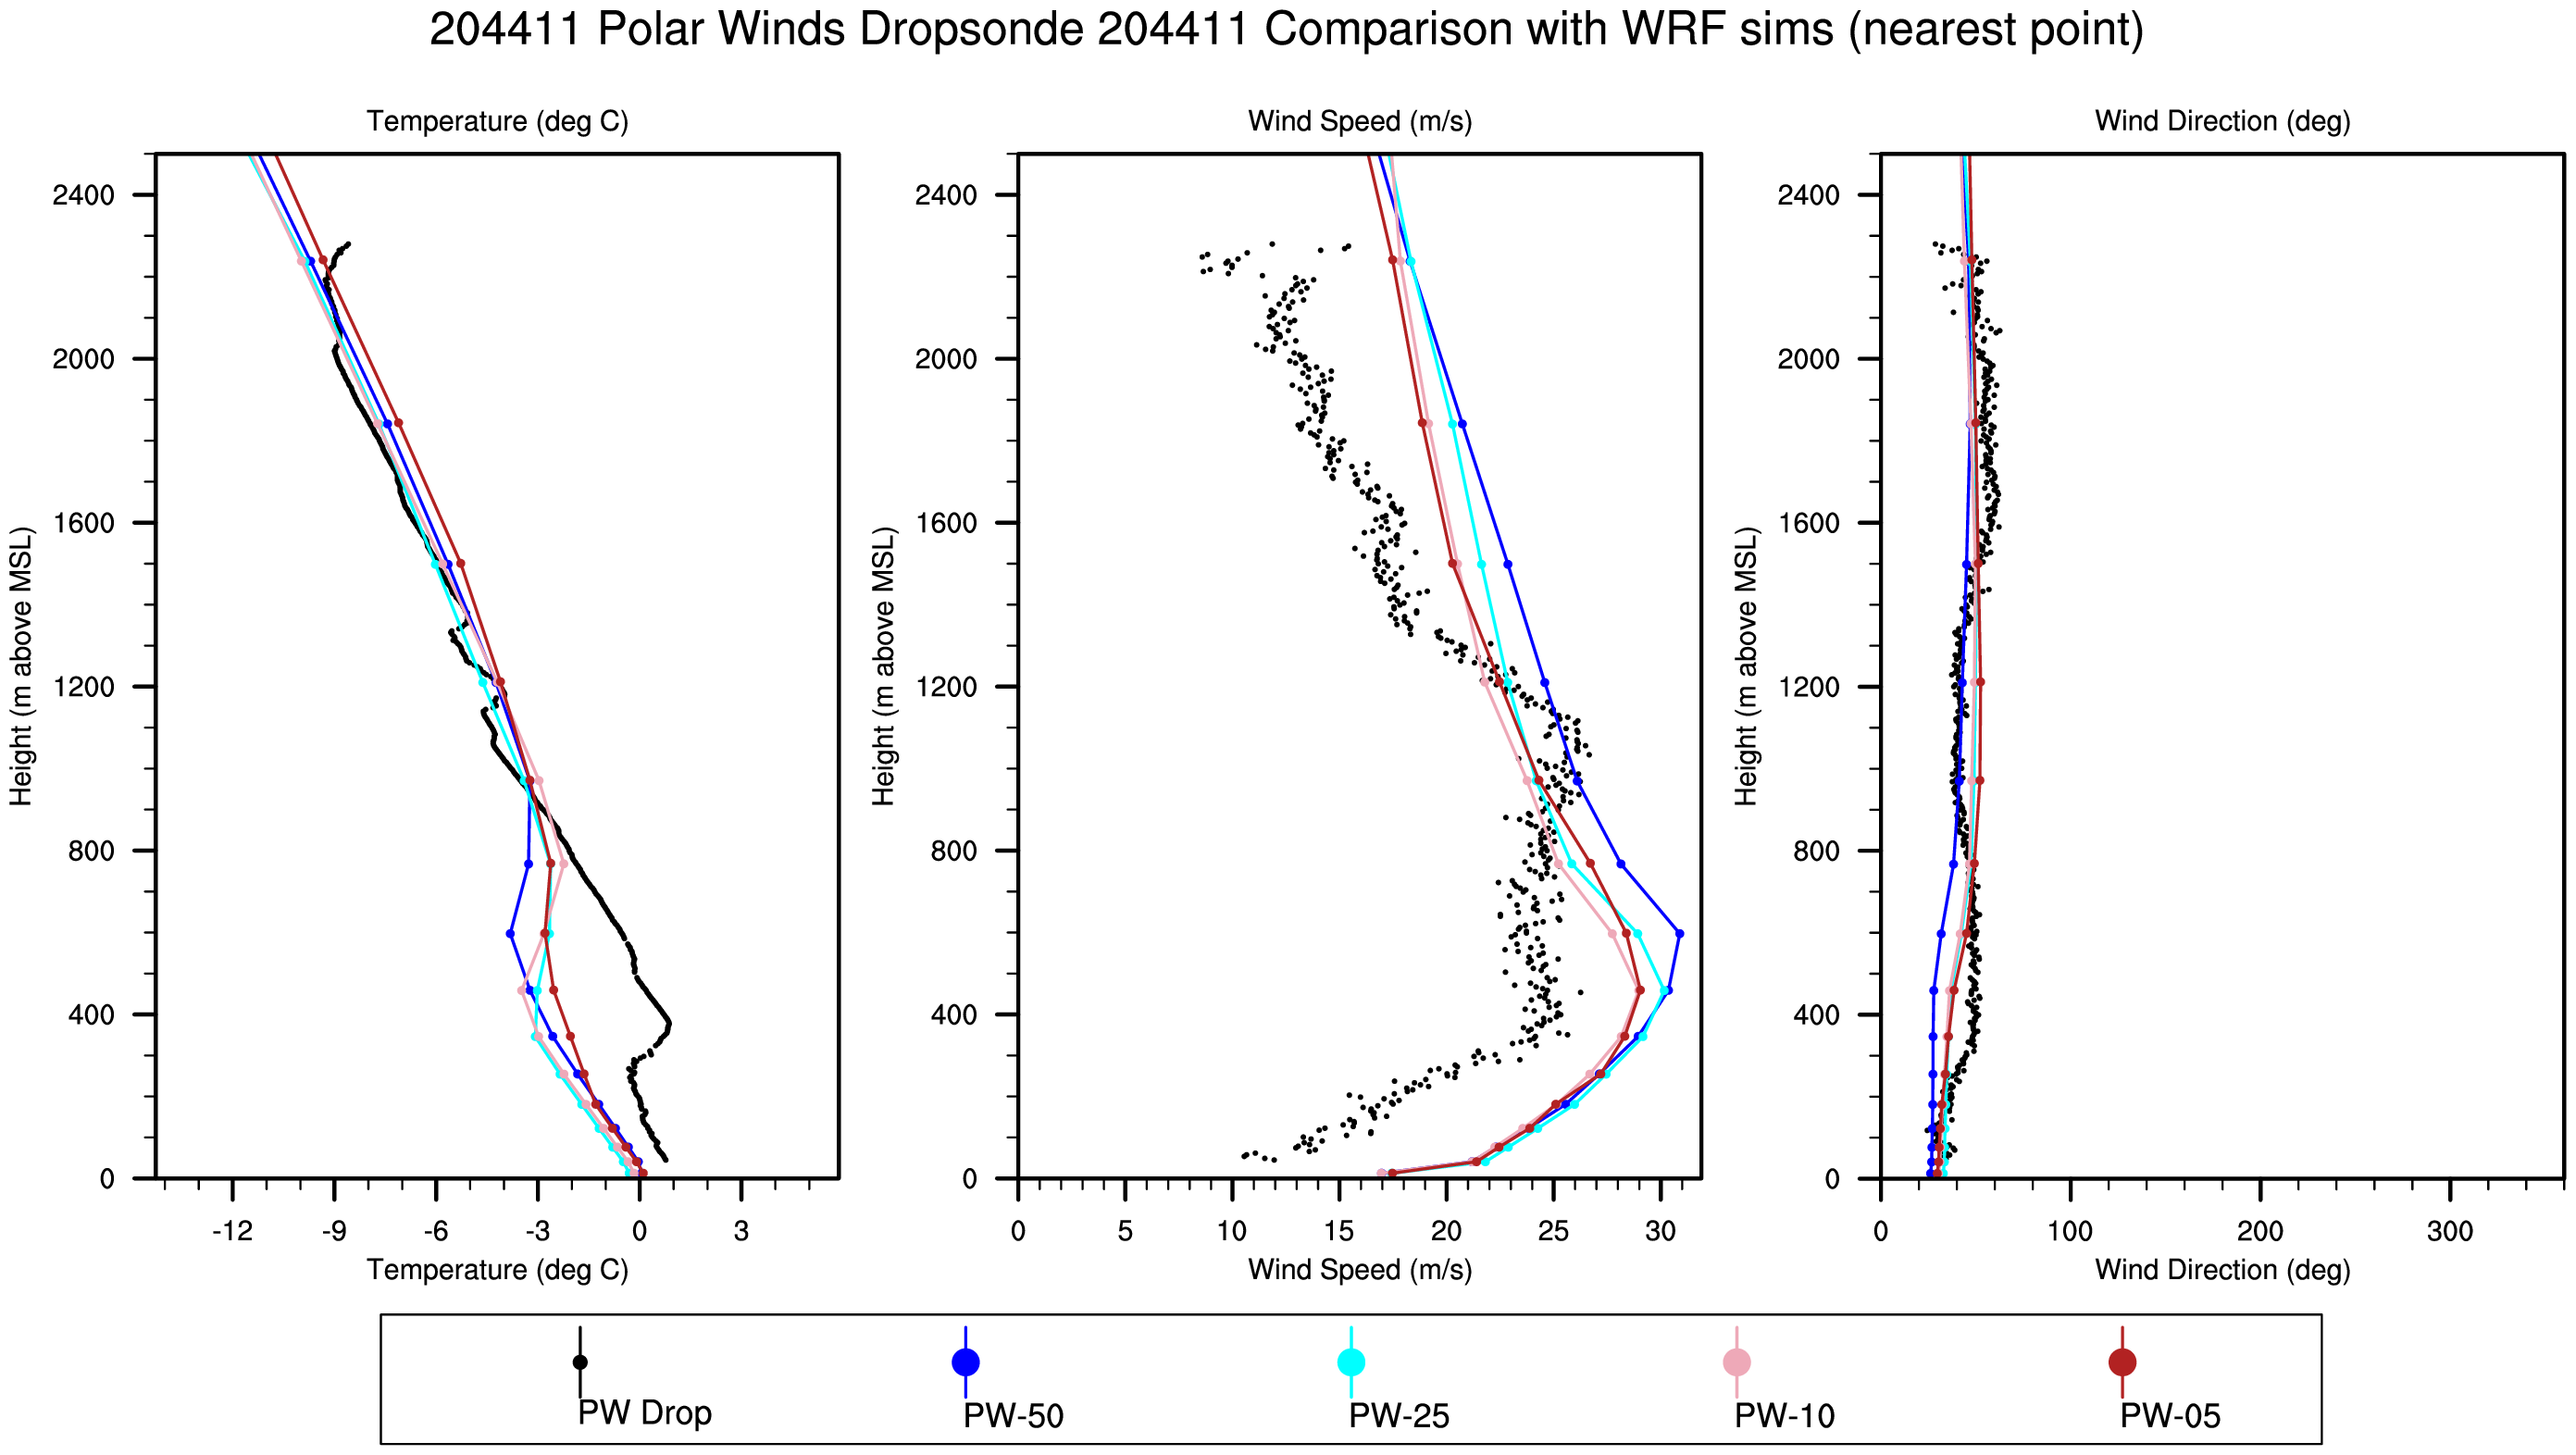 204411 Polar Winds Dropsonde 204411 Comparison with WRF sims (nearest point)
Temperature (deg C)
Wind Speed (m/s)
Wind Direction (deg)
Height (m above MSL)
2400
2000
1600
1200
800
400
0
-12 -9 -6 -3 0 3
Temperature (deg C)
Height (m above MSL)
2400
2000
1600
1200
800
400
0
0 5 10 15 20 25 30
Wind Speed (m/s)
Height (m above MSL)
2400
2000
1600
1200
800
400
0
0 100 200 300
Wind Direction (deg)
PW Drop PW-50 PW-25 PW-10 PW-05